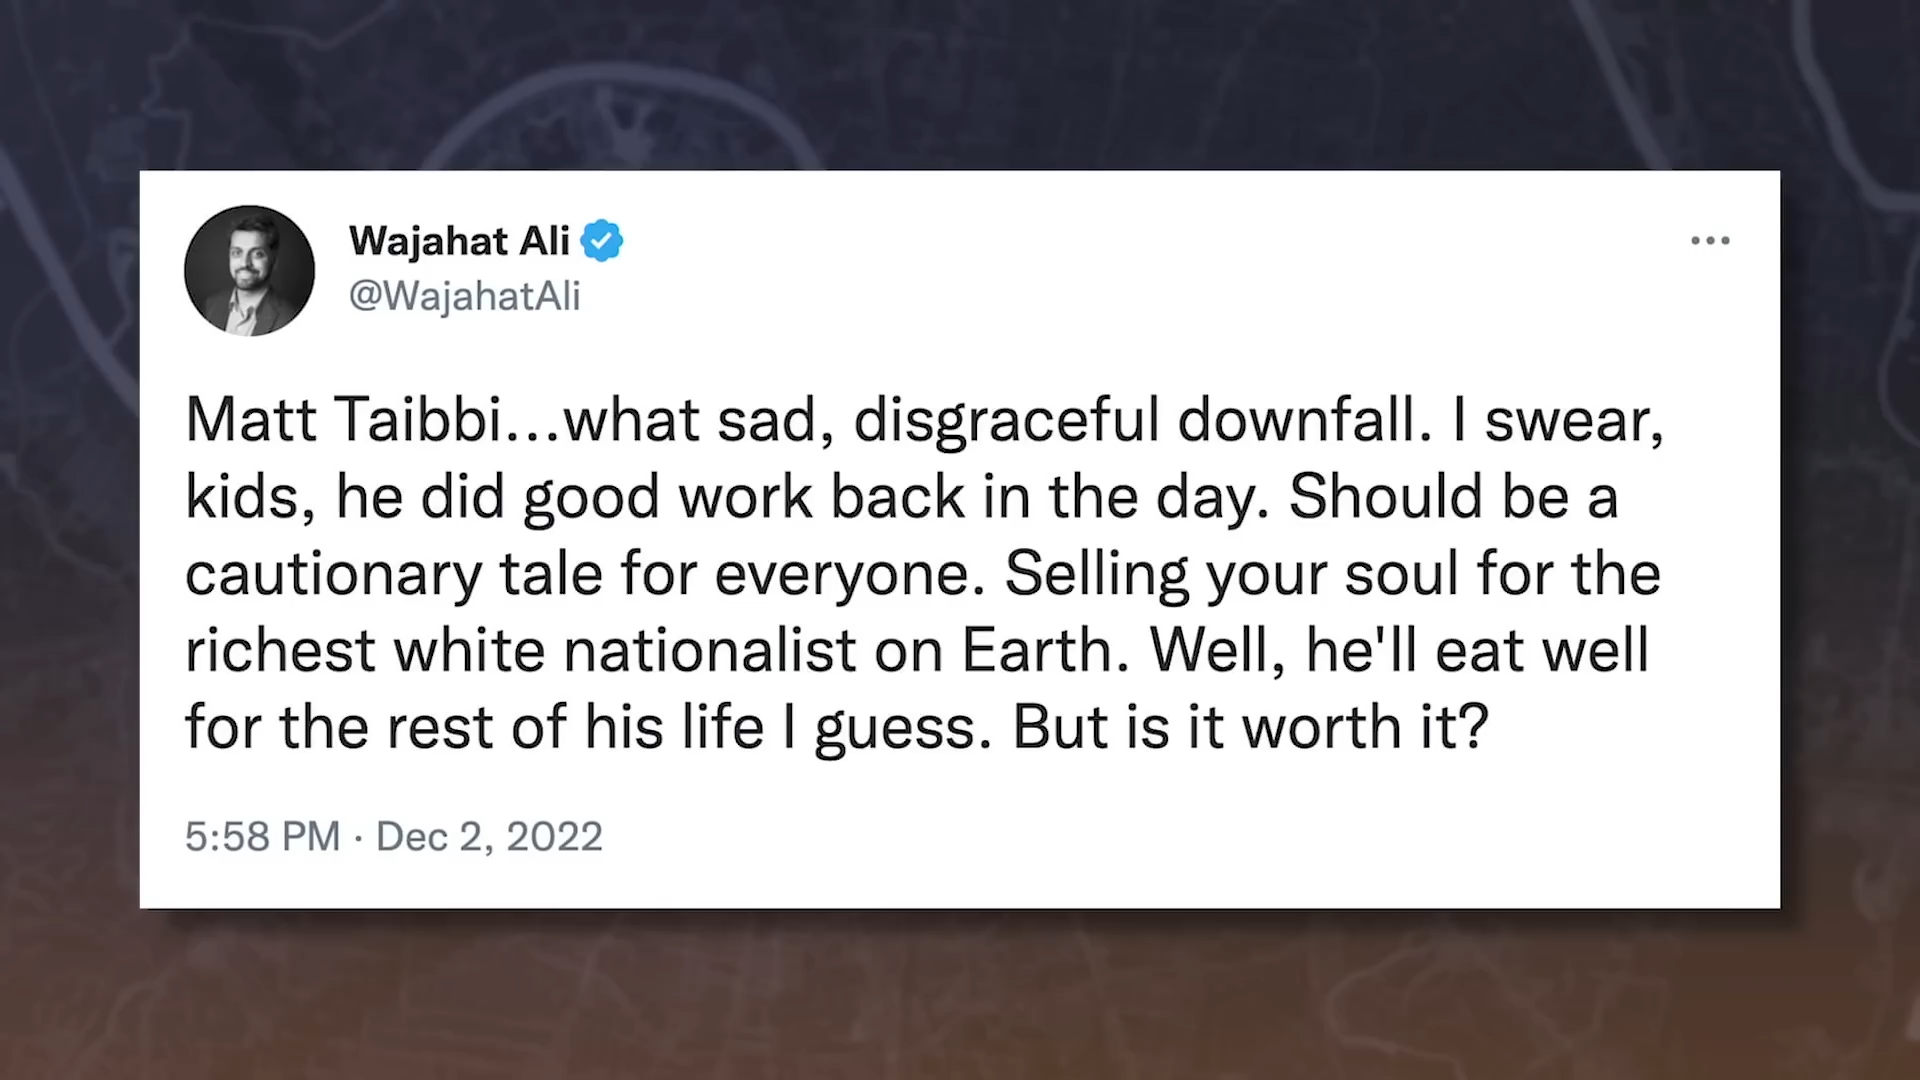 Wajahat Ali
@WajahatAli
Matt Taibbi...what sad, disgraceful downfall. I swear,
kids, he did good work back in the day. Should be a
cautionary tale for everyone. Selling your soul for the
richest white nationalist on Earth. Well, he'll eat well
for the rest of his life I guess. But is it worth it?
5:58 PM · Dec 2, 2022